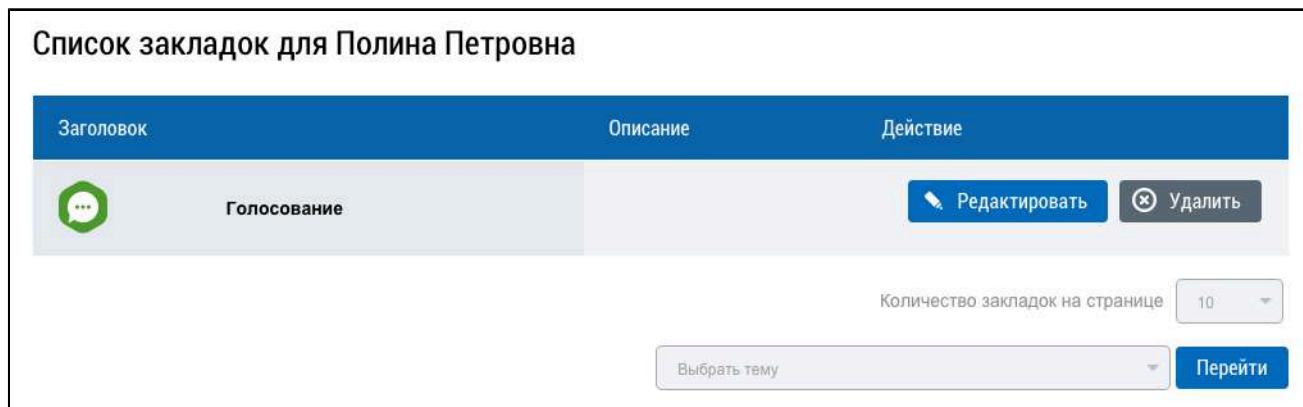 Список закладок для Полина Петровна
Заголовок Описание Действие
Голосование Редактировать Удалить
Количество закладок на странице 10
Выбрать тему Перейти